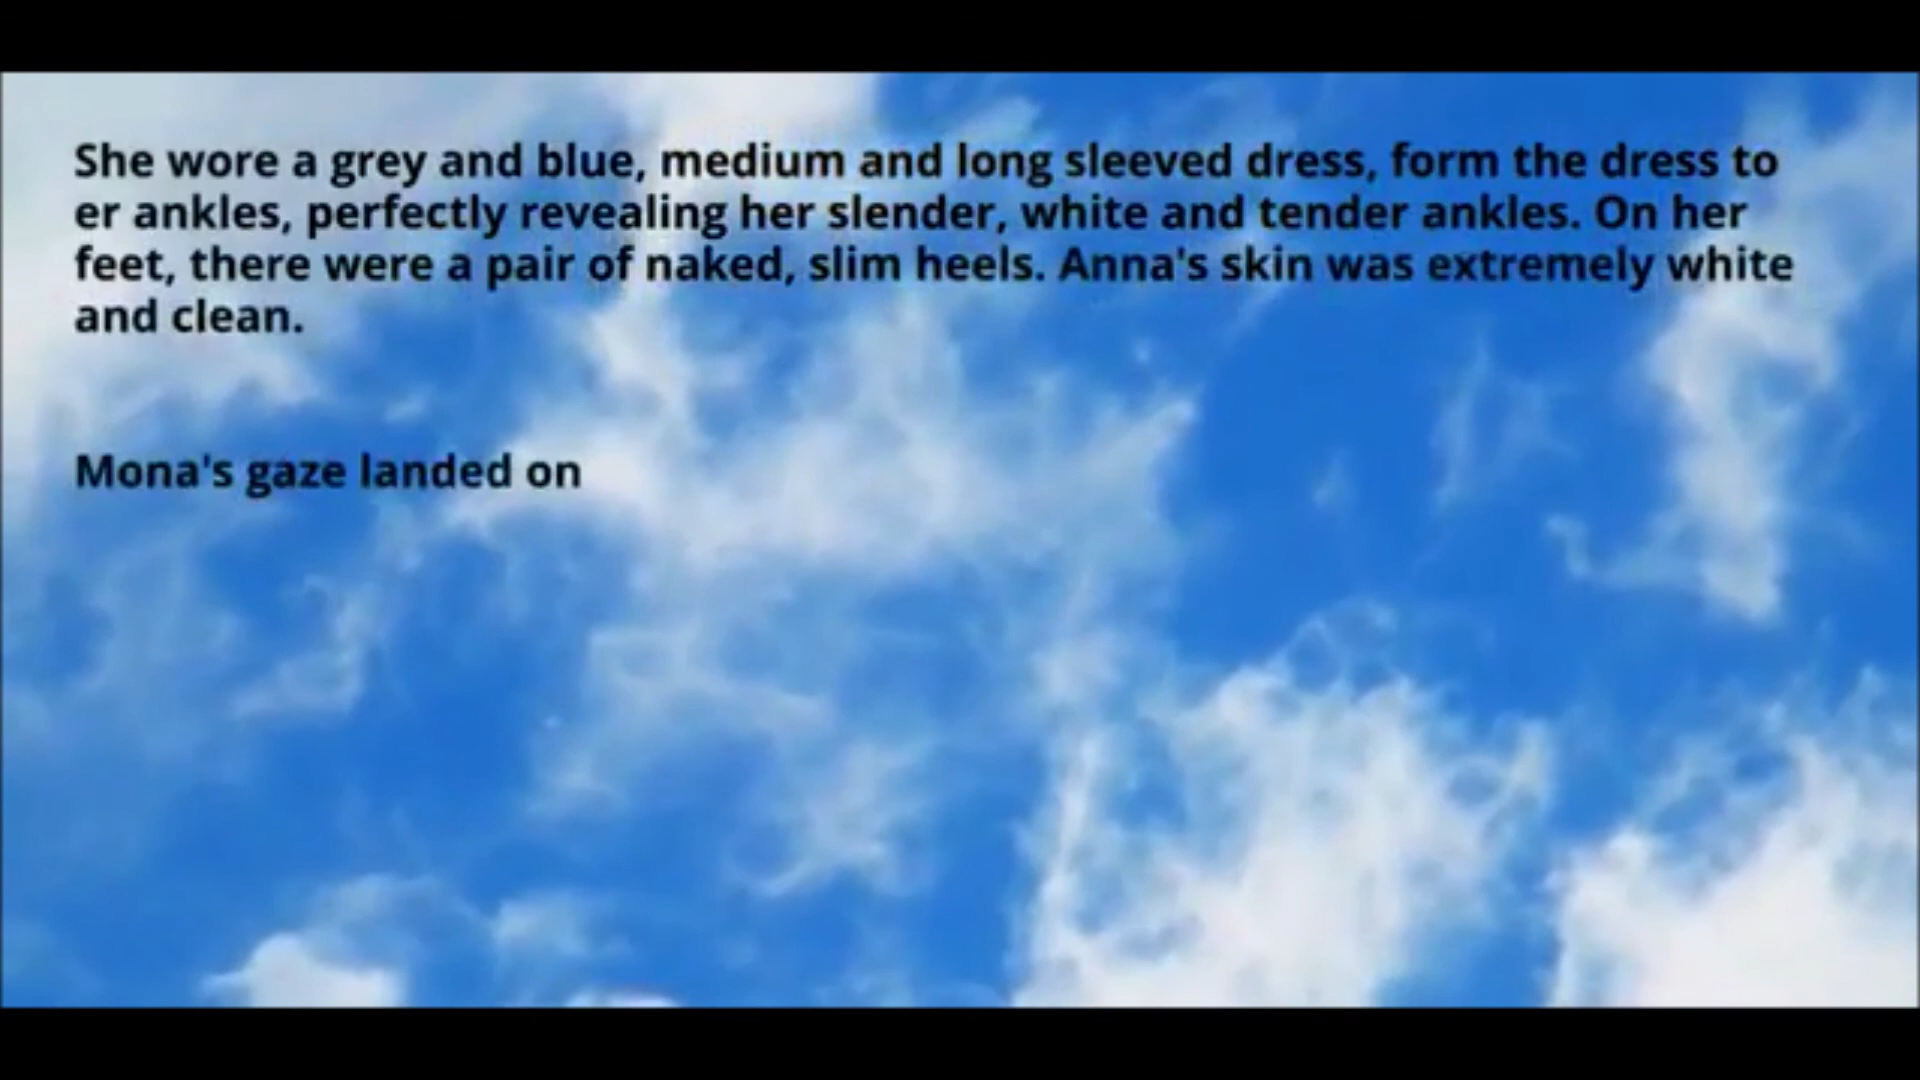 She wore a grey and blue, medium and long sleeved dress, form the dress to
er ankles, perfectly revealing her slender, white and tender ankles. On her
feet, there were a pair of naked, slim heels. Anna's skin was extremely white
and clean.
Mona's gaze landed on